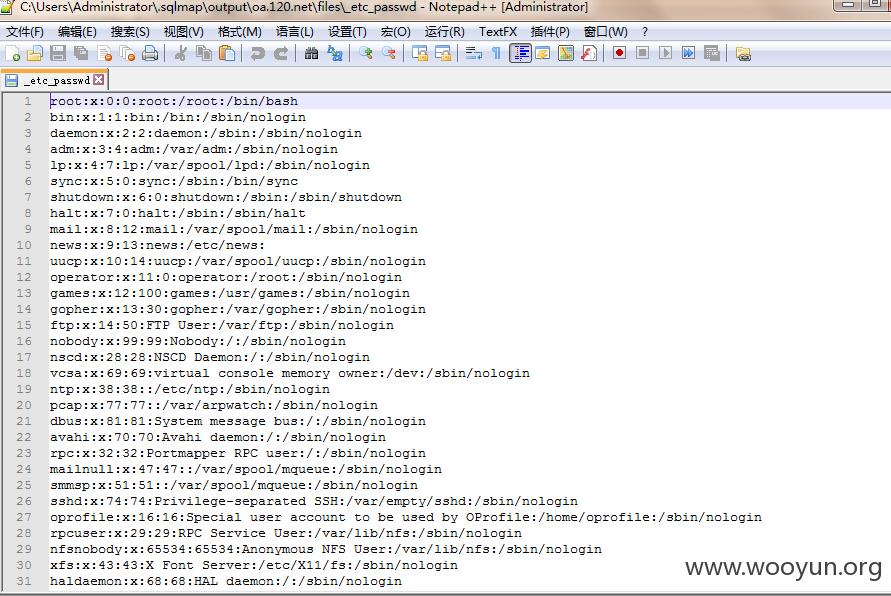 C:\Users\Administrator\.sqlmap\output\oa.120.net\files\_etc_passwd - Notepad++ [Administrator]
文件(F) 编辑(E) 搜索(S) 视图(V) 格式(M) 语言(L) 设置(T) 宏(O) 运行(R) TextFX 插件(P) 窗口(W) ?
_etc_passwd
1 root:x:0:0:root:/root:/bin/bash
2 bin:x:1:1:bin:/bin:/sbin/nologin
3 daemon:x:2:2:daemon:/sbin:/sbin/nologin
4 adm:x:3:4:adm:/var/adm:/sbin/nologin
5 lp:x:4:7:lp:/var/spool/lpd:/sbin/nologin
6 sync:x:5:0:sync:/sbin:/bin/sync
7 shutdown:x:6:0:shutdown:/sbin:/sbin/shutdown
8 halt:x:7:0:halt:/sbin:/sbin/halt
9 mail:x:8:12:mail:/var/spool/mail:/sbin/nologin
10 news:x:9:13:news:/etc/news:
11 uucp:x:10:14:uucp:/var/spool/uucp:/sbin/nologin
12 operator:x:11:0:operator:/root:/sbin/nologin
13 games:x:12:100:games:/usr/games:/sbin/nologin
14 gopher:x:13:30:gopher:/var/gopher:/sbin/nologin
15 ftp:x:14:50:FTP User:/var/ftp:/sbin/nologin
16 nobody:x:99:99:Nobody:/:/sbin/nologin
17 nscd:x:28:28:NSCD Daemon:/:/sbin/nologin
18 vcsa:x:69:69:virtual console memory owner:/dev:/sbin/nologin
19 ntp:x:38:38::/etc/ntp:/sbin/nologin
20 pcap:x:77:77::/var/arpwatch:/sbin/nologin
21 dbus:x:81:81:System message bus:/:/sbin/nologin
22 avahi:x:70:70:Avahi daemon:/:/sbin/nologin
23 rpc:x:32:32:Portmapper RPC user:/:/sbin/nologin
24 mailnull:x:47:47::/var/spool/mqueue:/sbin/nologin
25 smmsp:x:51:51::/var/spool/mqueue:/sbin/nologin
26 sshd:x:74:74:Privilege-separated SSH:/var/empty/sshd:/sbin/nologin
27 oprofile:x:16:16:Special user account to be used by OProfile:/home/oprofile:/sbin/nologin
28 rpcuser:x:29:29:RPC Service User:/var/lib/nfs:/sbin/nologin
29 nfsnobody:x:65534:65534:Anonymous NFS User:/var/lib/nfs:/sbin/nologin
30 xfs:x:43:43:X Font Server:/etc/X11/fs:/sbin/nologin
31 haldaemon:x:68:68:HAL daemon:/:/sbin/nologin
www.wooyun.org